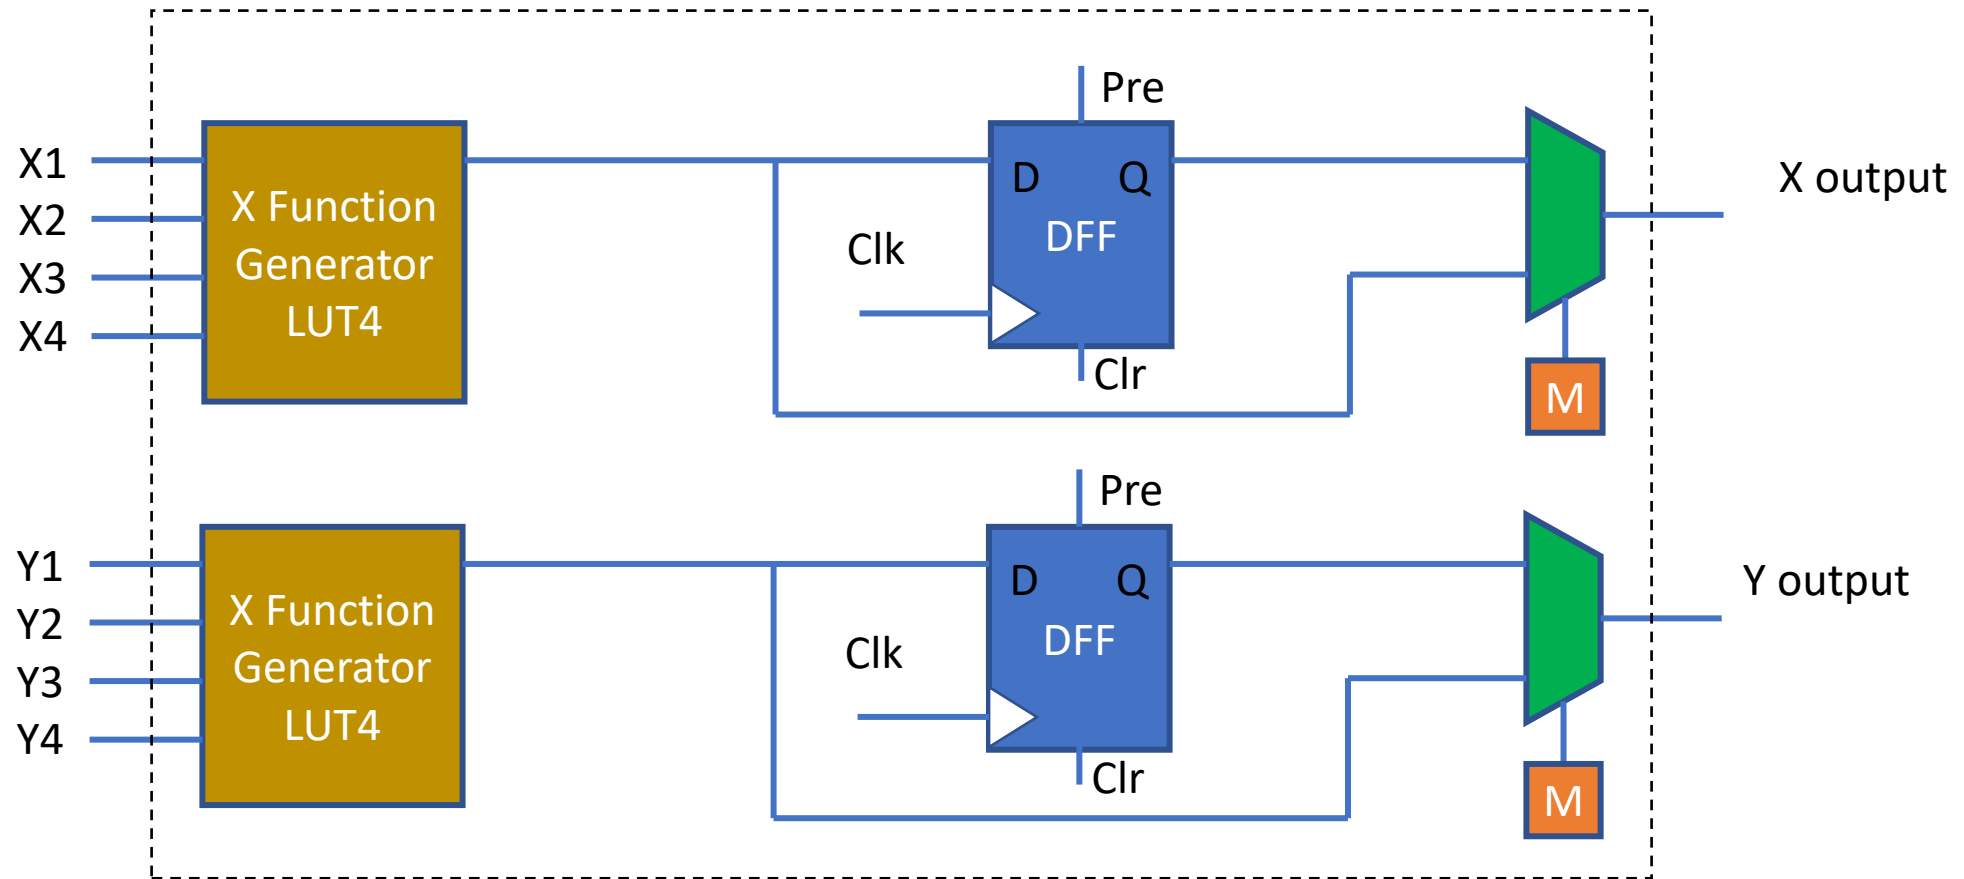 Pre
X1
X2
X3
X4
X Function
Generator
LUT4
D
Q
DFF
Clk
Clr
X output
M
Pre
Y1
Y2
Y3
Y4
X Function
Generator
LUT4
D
Q
DFF
Clk
Clr
Y output
M